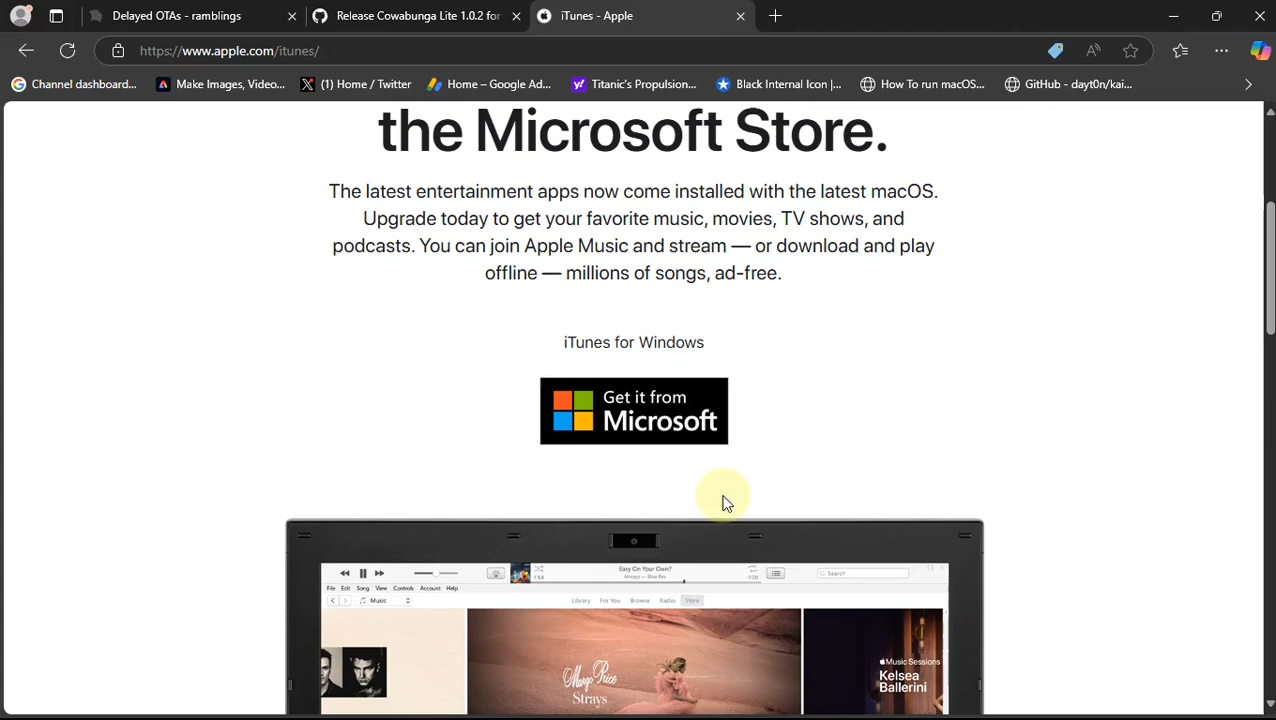 Delayed OTAs - ramblings
Release Cowabunga Lite 1.0.2 for
iTunes - Apple
https://www.apple.com/itunes/
Channel dashboard...
Make Images, Video...
(1) Home / Twitter
Home – Google Ad...
Titanic's Propulsion...
Black Internal Icon |...
How To run macOS...
GitHub - dayt0n/kai...
the Microsoft Store.
The latest entertainment apps now come installed with the latest macOS.
Upgrade today to get your favorite music, movies, TV shows, and
podcasts. You can join Apple Music and stream — or download and play
offline — millions of songs, ad-free.
iTunes for Windows
Get it from
Microsoft
Easy On Your Own?
Always — Blue Rev
1:54
-1:00
Search
File Edit Song View Controls Account Help
Music
Library For You Browse Radio Store
Margo Price
Strays
Music Sessions
Kelsea
Ballerini